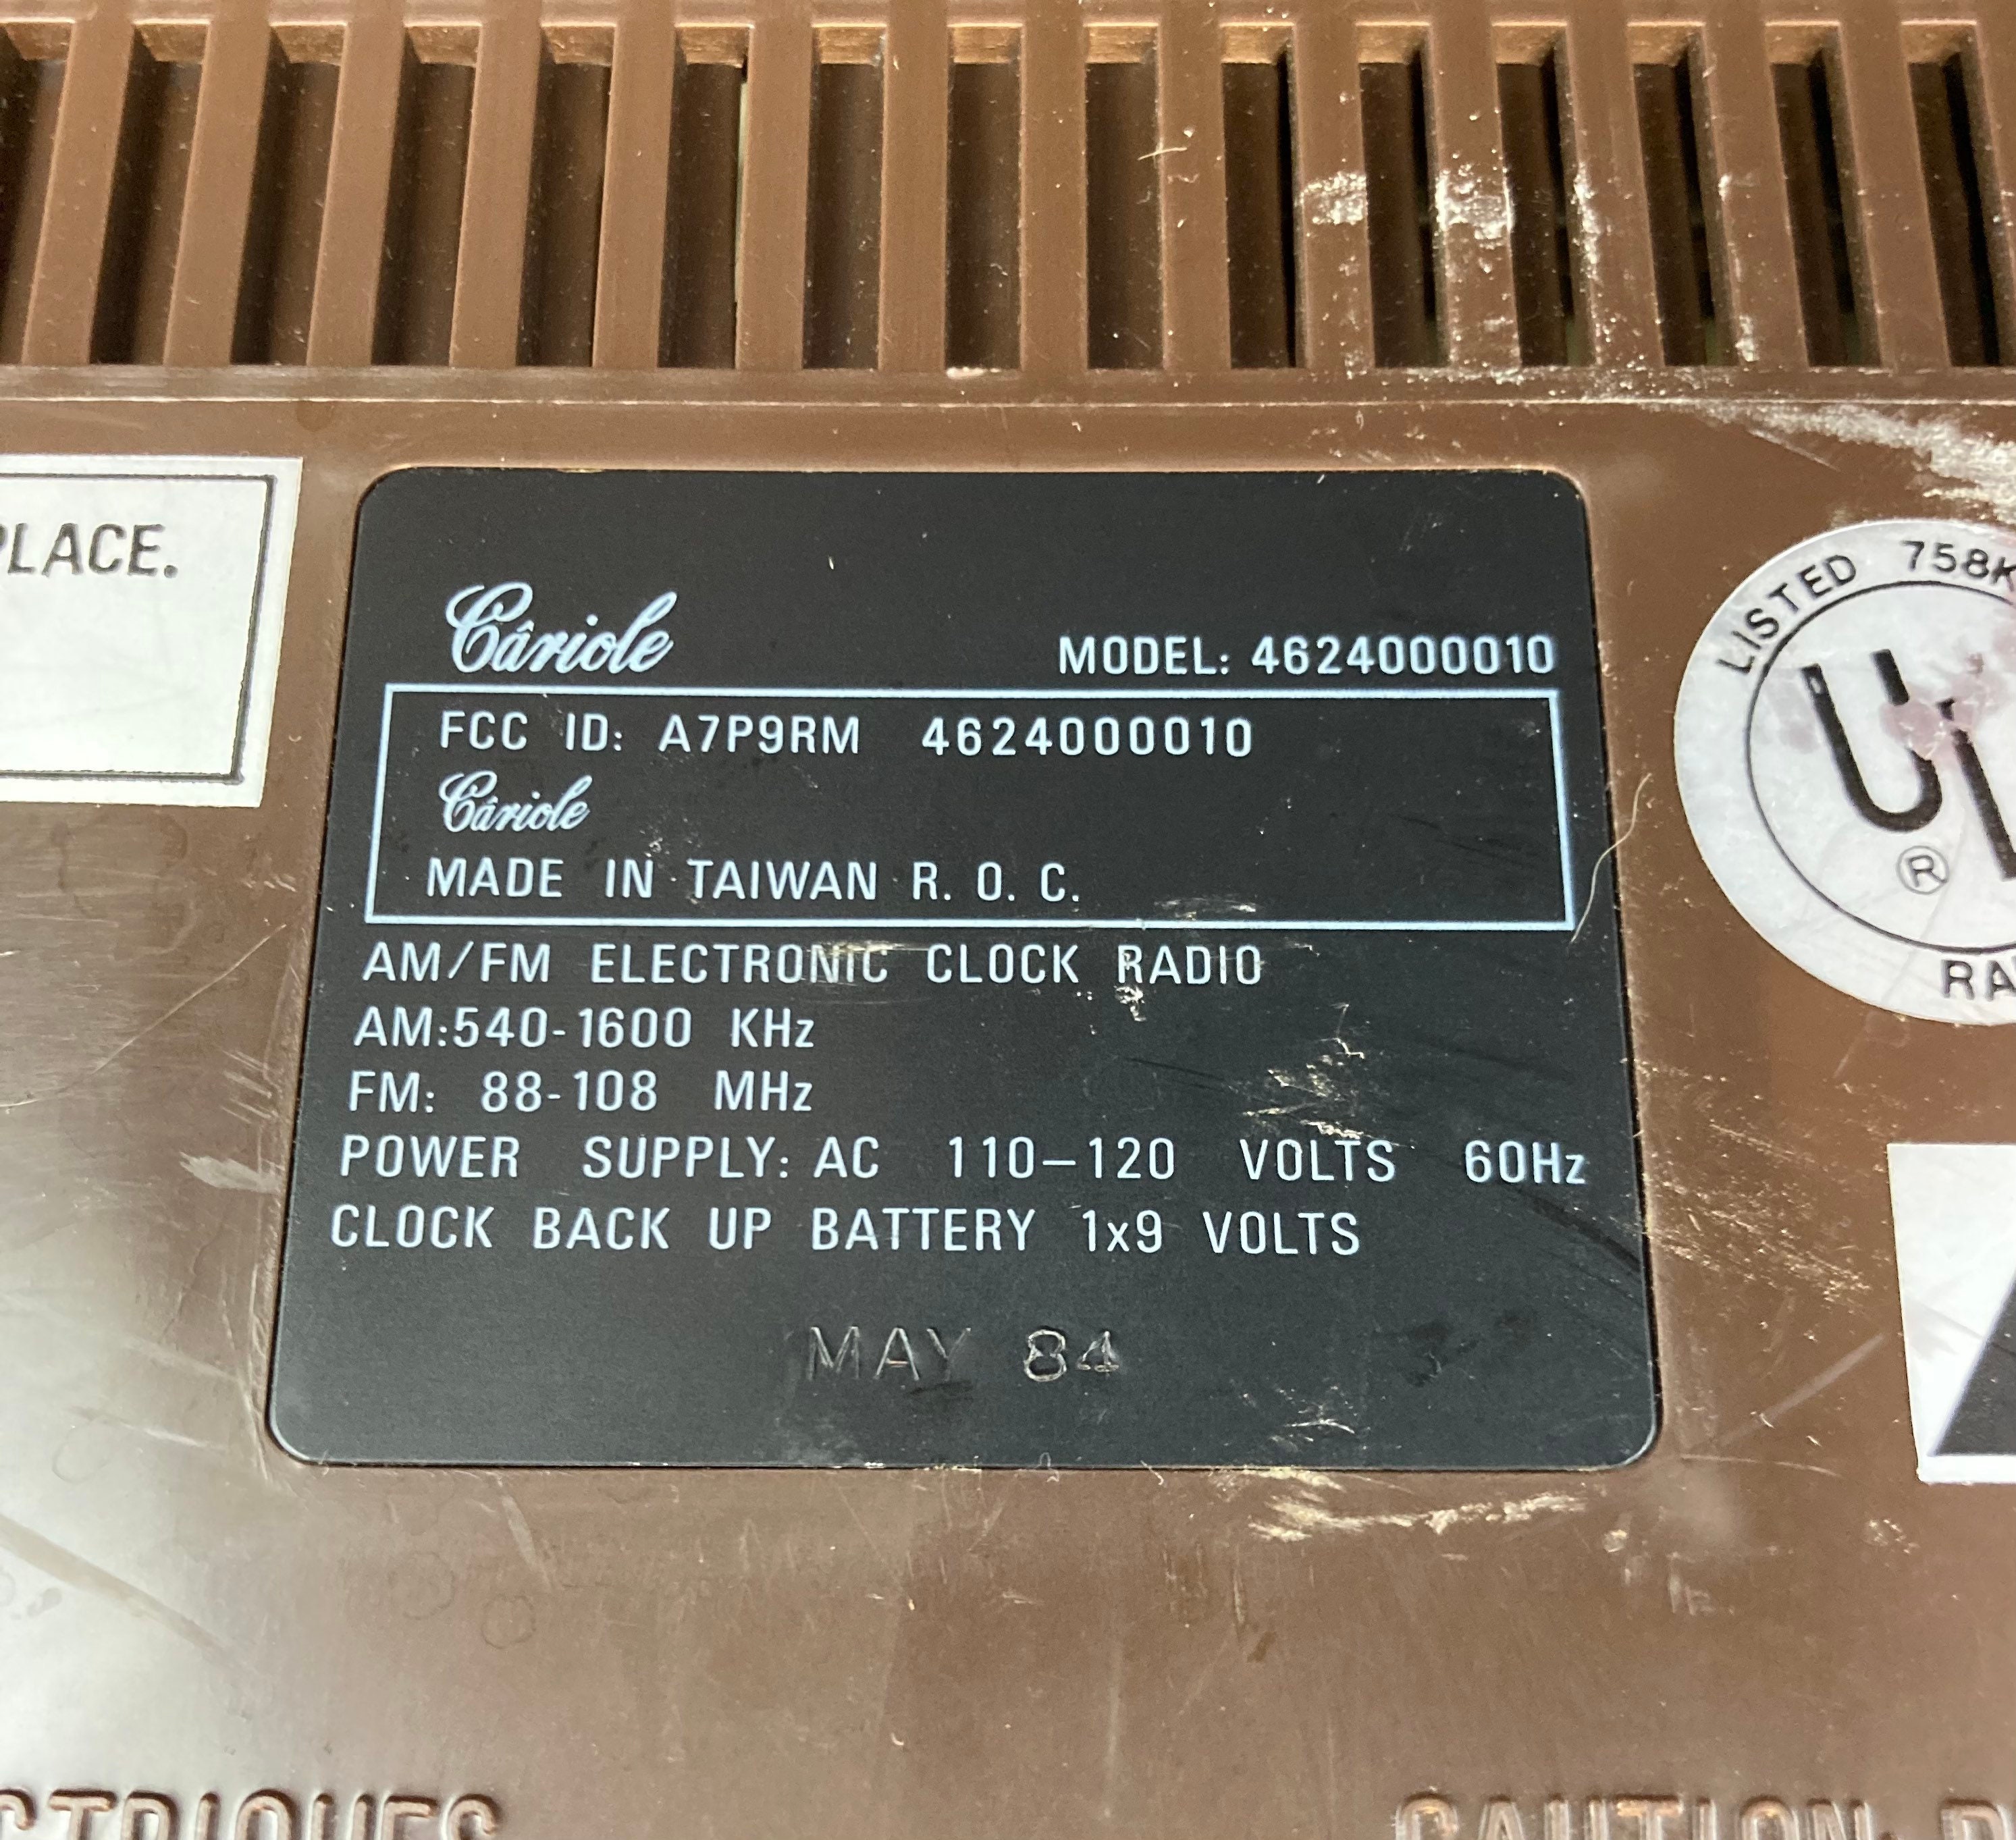 PLACE.
Câriole
MODEL: 4624000010
FCC ID: A7P9RM 4624000010
Câriole
MADE IN TAIWAN R. O. C.
AM/FM ELECTRONIC CLOCK RADIO
AM:540-1600 KHz
FM: 88-108 MHz
POWER SUPPLY: AC 110–120 VOLTS 60Hz
CLOCK BACK UP BATTERY 1x9 VOLTS
MAY 84
LISTED 758K
UL
®
CAUTION